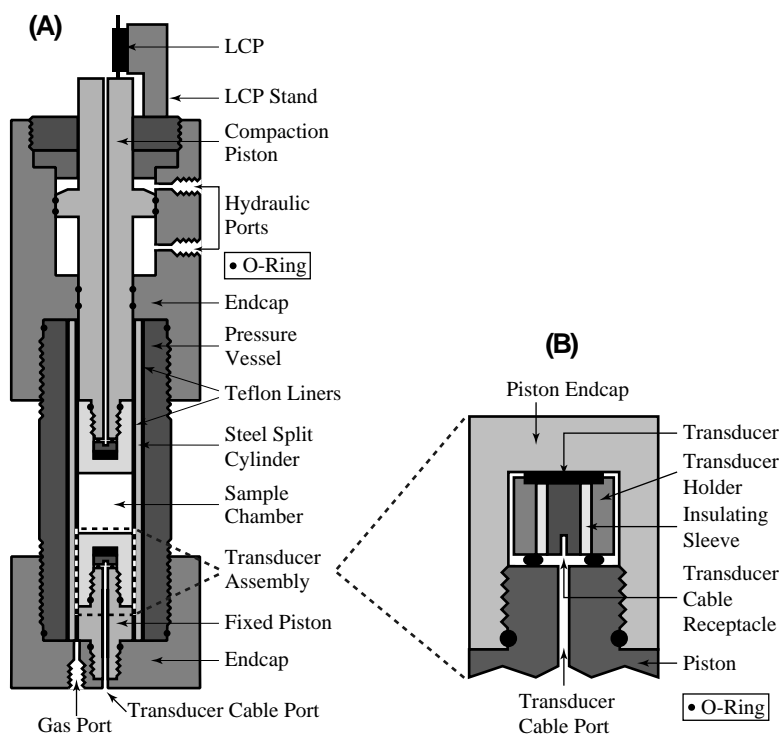 (A)
LCP
LCP Stand
Compaction
Piston
Hydraulic
Ports
O-Ring
Endcap
Pressure
Vessel
Teflon Liners
Steel Split
Cylinder
Sample
Chamber
Transducer
Assembly
Fixed Piston
Endcap
Transducer Cable Port
Gas Port
(B)
Piston Endcap
Transducer
Transducer
Holder
Insulating
Sleeve
Transducer
Cable
Receptacle
Piston
Transducer
Cable Port
O-Ring